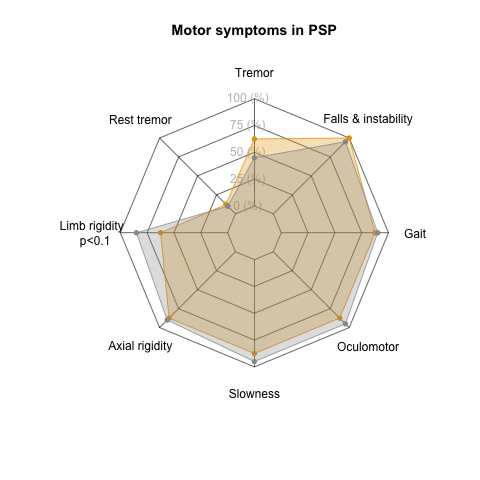 Motor symptoms in PSP
Tremor
100 (%)
75 (%)
50 (%)
25 (%)
0 (%)
Rest tremor
Falls & instability
Limb rigidity
p<0.1
Gait
Axial rigidity
Oculomotor
Slowness